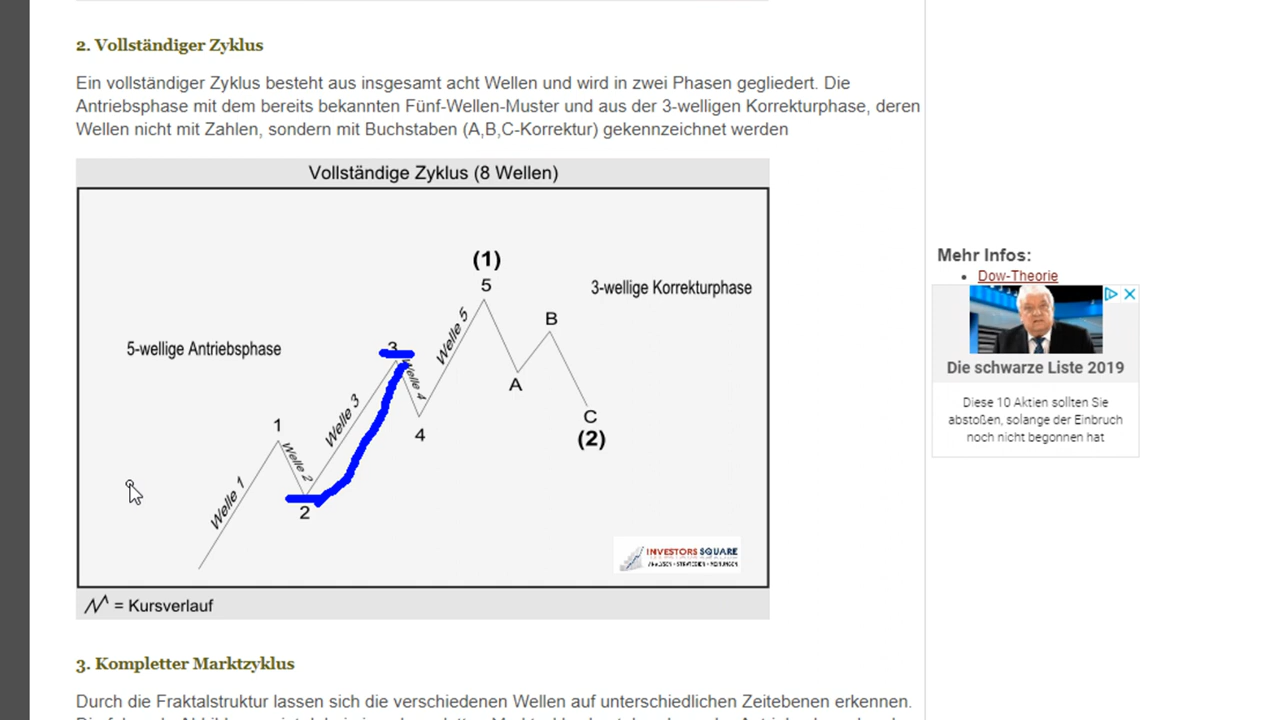 2. Vollständiger Zyklus
Ein vollständiger Zyklus besteht aus insgesamt acht Wellen und wird in zwei Phasen gegliedert. Die
Antriebsphase mit dem bereits bekannten Fünf-Wellen-Muster und aus der 3-welligen Korrekturphase, deren
Wellen nicht mit Zahlen, sondern mit Buchstaben (A,B,C-Korrektur) gekennzeichnet werden
Vollständige Zyklus (8 Wellen)
(1)
5
3-wellige Korrekturphase
B
5-wellige Antriebsphase
3
Welle 5
Welle 4
A
Welle 3
1
C
(2)
4
Welle 2
Welle 1
2
INVESTORS SQUARE
= Kursverlauf
Mehr Infos:
Dow-Theorie
Die schwarze Liste 2019
Diese 10 Aktien sollten Sie
abstoßen, solange der Einbruch
noch nicht begonnen hat
3. Kompletter Marktzyklus
Durch die Fraktalstruktur lassen sich die verschiedenen Wellen auf unterschiedlichen Zeitebenen erkennen.